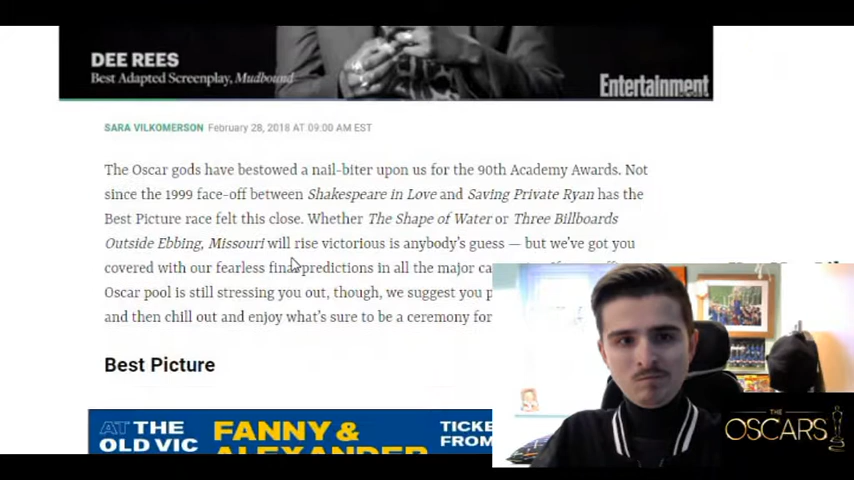 DEE REES
Best Adapted Screenplay, Mudbound
Entertainment
SARA VILKOMERSON February 28, 2018 AT 09:00 AM EST
The Oscar gods have bestowed a nail-biter upon us for the 90th Academy Awards. Not
since the 1999 face-off between Shakespeare in Love and Saving Private Ryan has the
Best Picture race felt this close. Whether The Shape of Water or Three Billboards
Outside Ebbing, Missouri will rise victorious is anybody's guess — but we've got you
covered with our fearless final predictions in all the major
Oscar pool is still stressing you out, though, we suggest you
and then chill out and enjoy what's sure to be a ceremony for
Best Picture
AT THE
OLD VIC
FANNY &
ALEXANDER
TICKE
FROM
THE
OSCARS